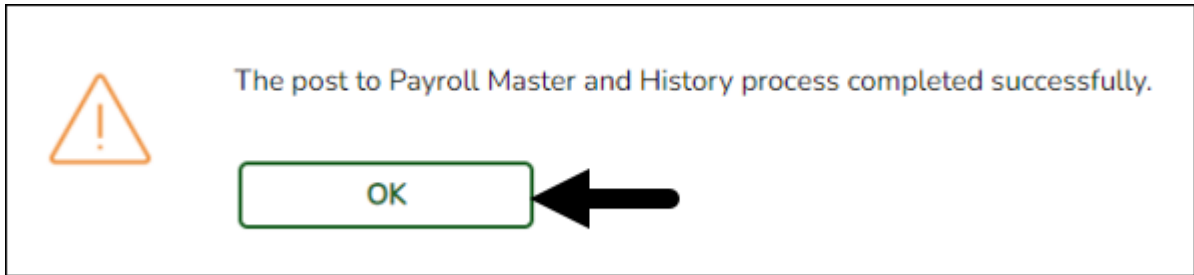 The post to Payroll Master and History process completed successfully.
OK